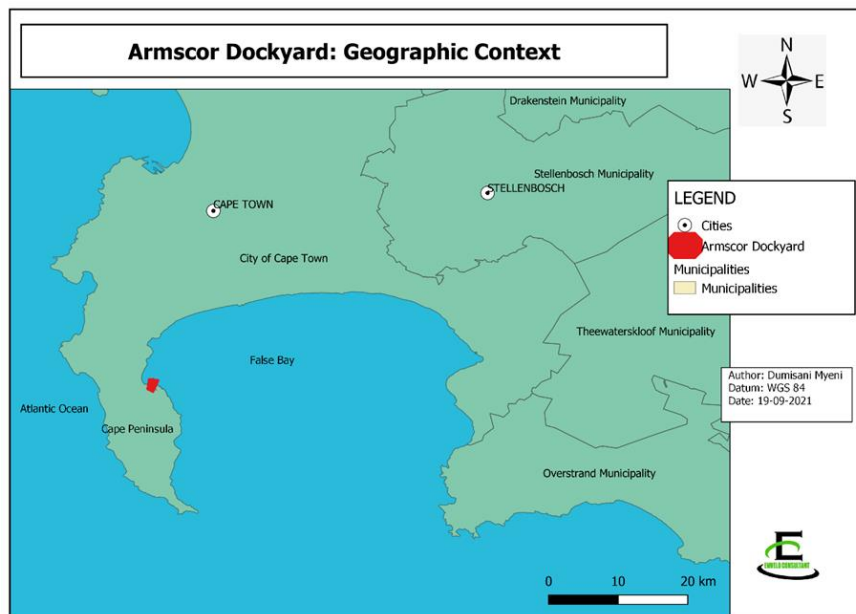 Armscor Dockyard: Geographic Context
N
W E
S
Drakenstein Municipality
Stellenbosch Municipality
STELLENBOSCH
CAPE TOWN
City of Cape Town
LEGEND
Cities
Armscor Dockyard
Municipalities
Municipalities
Theewaterskloof Municipality
False Bay
Author: Dumisani Myeni
Datum: WGS 84
Date: 19-09-2021
Atlantic Ocean
Cape Peninsula
Overstrand Municipality
E
EMVELO CONSULTANT
0 10 20 km